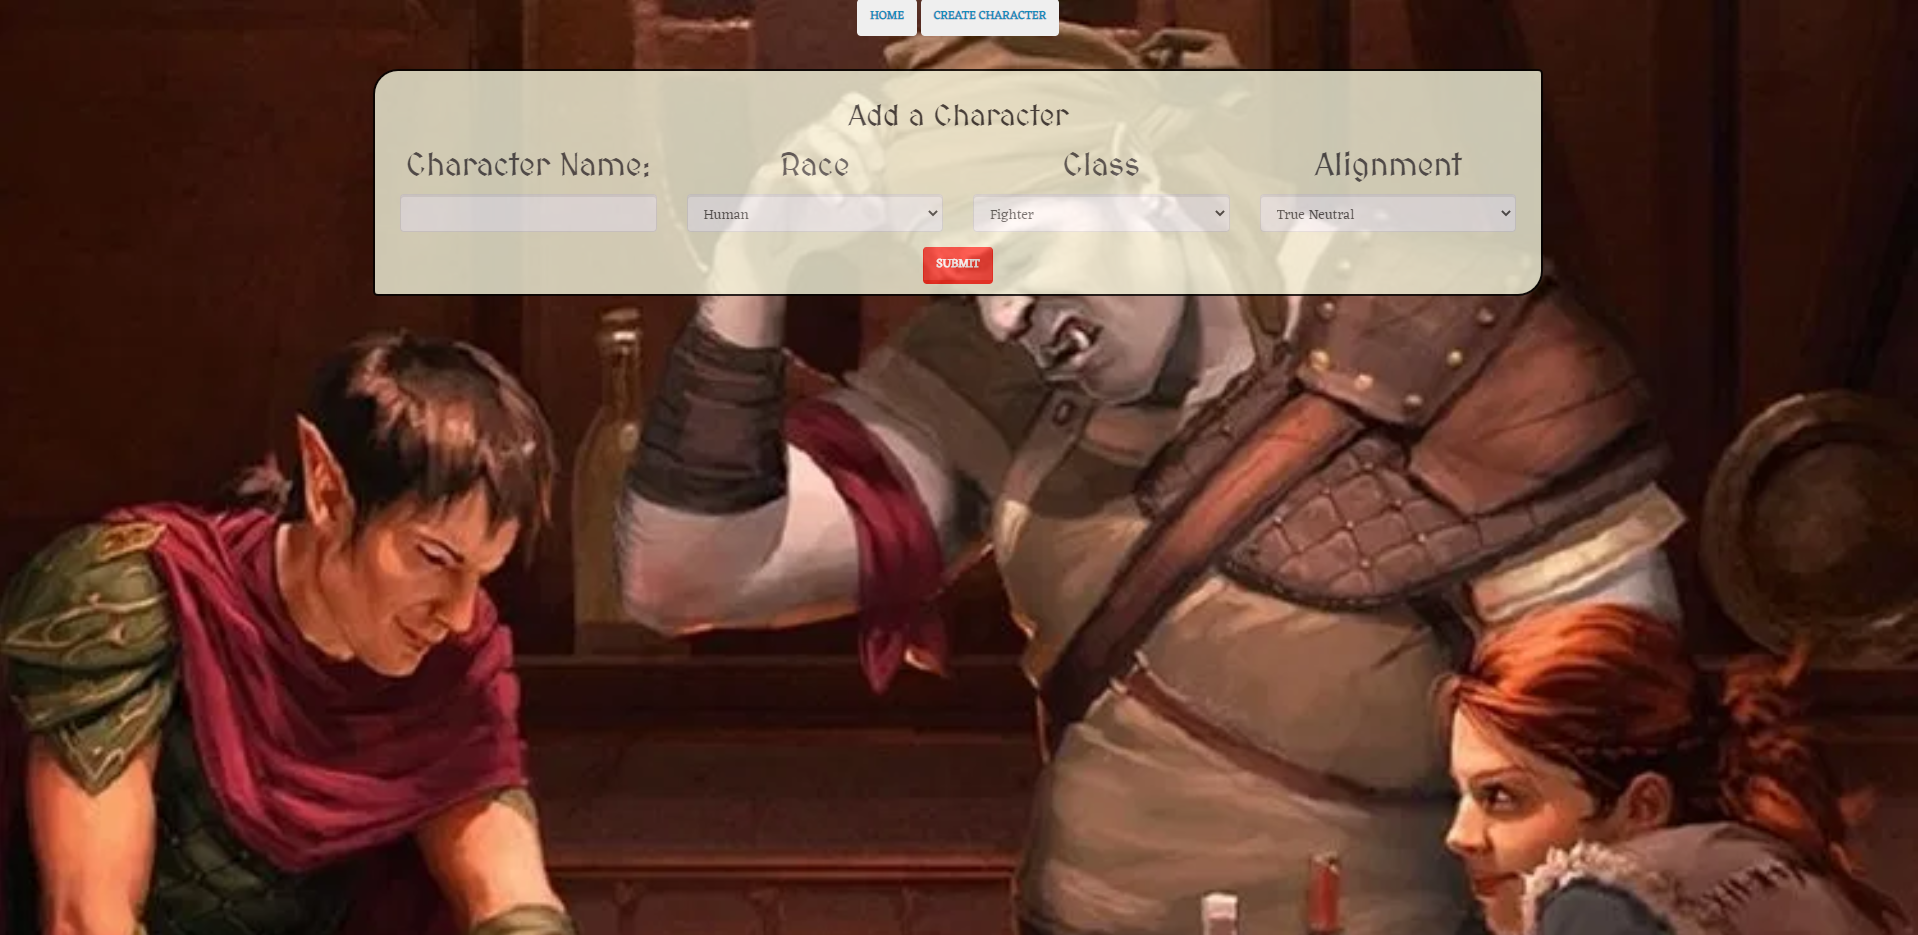 HOME CREATE CHARACTER
Add a Character
Character Name: Race Class Alignment
Human Fighter True Neutral
SUBMIT